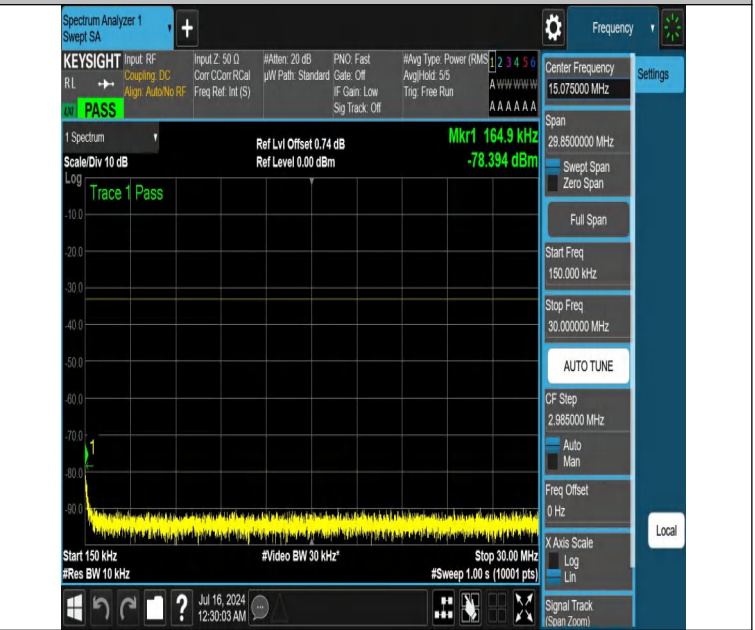 Spectrum Analyzer 1
Swept SA
+
Frequency
KEYSIGHT
RL
PASS
Input: RF
Coupling: DC
Align: Auto/No RF
Input Z: 50 Ω
Corr CCorr RCal
Freq Ref: Int (S)
#Atten: 20 dB
µW Path: Standard
PNO: Fast
Gate: Off
IF Gain: Low
Sig Track: Off
#Avg Type: Power (RMS
Avg|Hold: 5/5
Trig: Free Run
1 2 3 4 5 6
A W W W W W
A A A A A A
1 Spectrum
Scale/Div 10 dB
Ref Lvl Offset 0.74 dB
Ref Level 0.00 dBm
Mkr1 164.9 kHz
-78.394 dBm
Log
Trace 1 Pass
-10.0
-20.0
-30.0
-40.0
-50.0
-60.0
-70.0
1
-80.0
-90.0
Start 150 kHz
#Res BW 10 kHz
#Video BW 30 kHz*
Stop 30.00 MHz
#Sweep 1.00 s (10001 pts)
?
Jul 16, 2024
12:30:03 AM
Center Frequency
15.075000 MHz
Settings
Span
29.8500000 MHz
Swept Span
Zero Span
Full Span
Start Freq
150.000 kHz
Stop Freq
30.000000 MHz
AUTO TUNE
CF Step
2.985000 MHz
Auto
Man
Freq Offset
0 Hz
X Axis Scale
Log
Lin
Local
Signal Track
(Span Zoom)